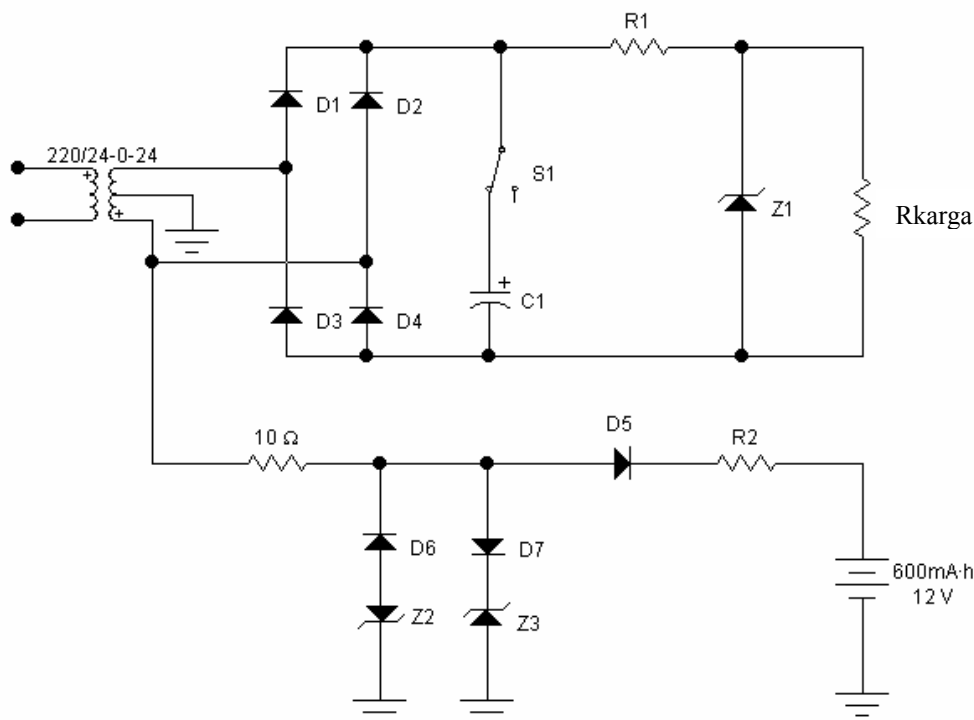 R1
D1
D2
220/24-0-24
+
+
S1
Z1
Rkarga
+
C1
D3
D4
D5
10 Ω
R2
D6
D7
600mA·h
12 V
Z2
Z3